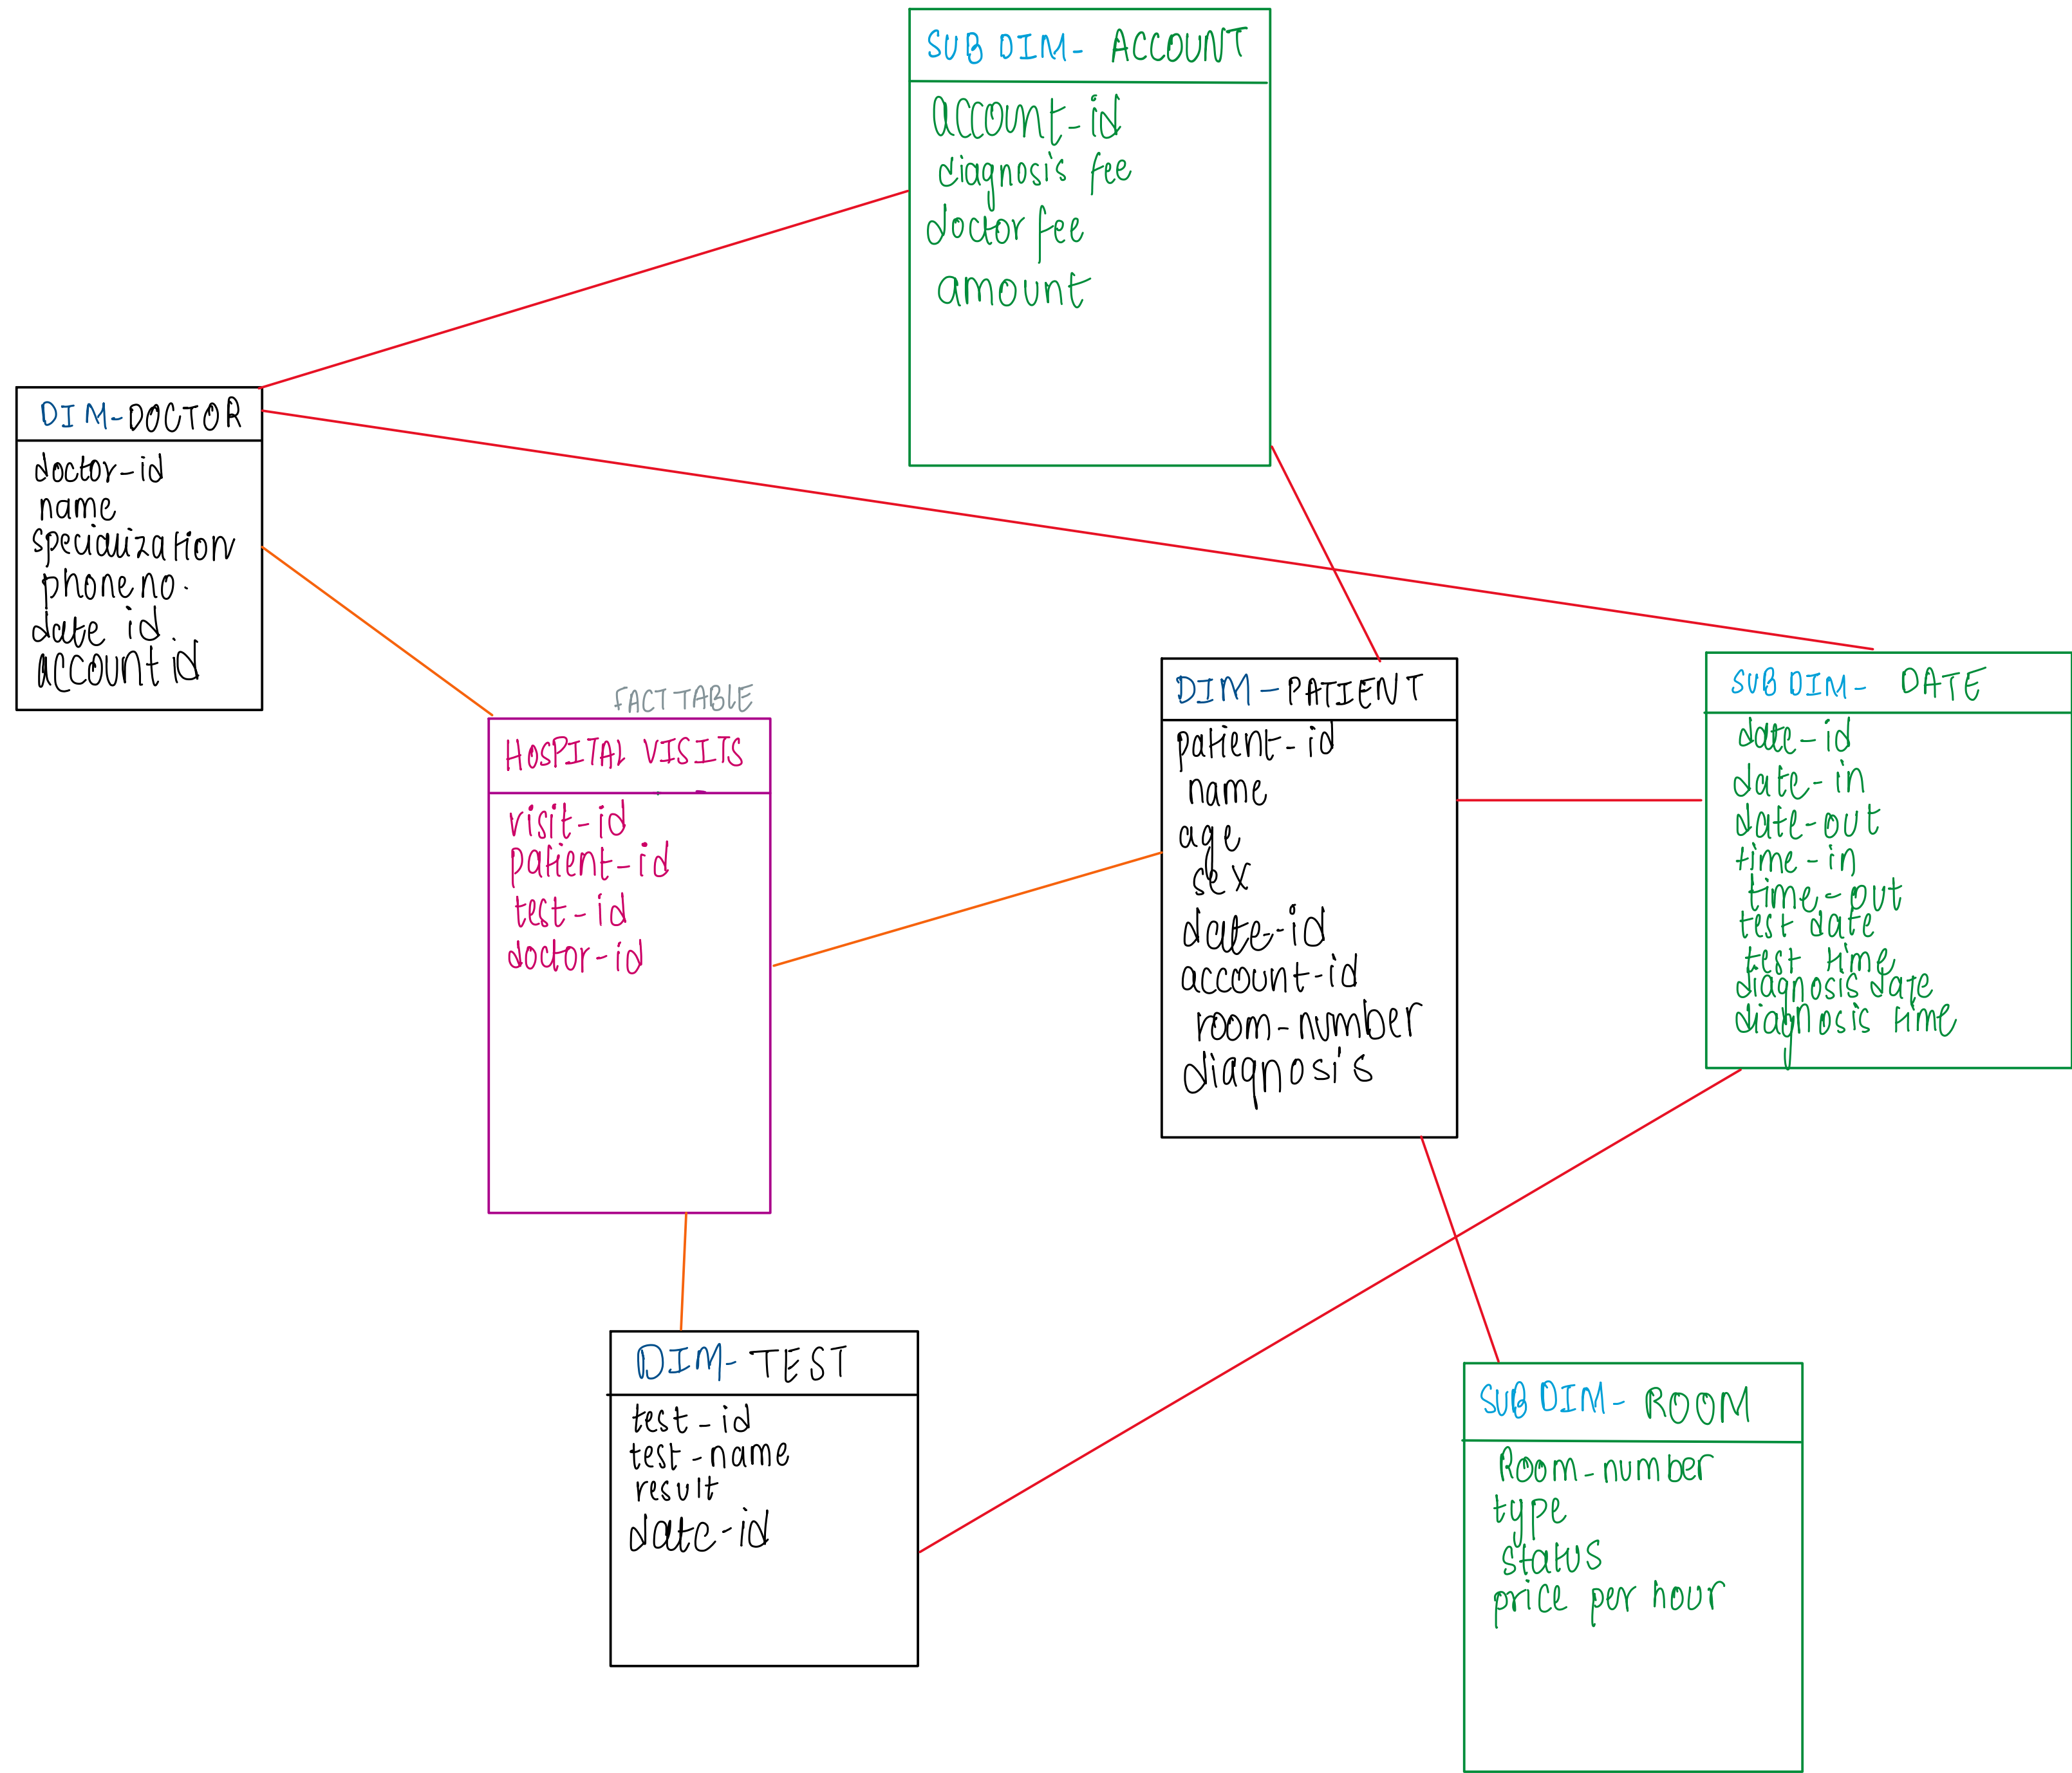 SUB DIM- ACCOUNT
account-id
diagnosis fee
doctor fee
amount
DIM-DOCTOR
doctor-id
name
specialization
phone no.
date id
account id
FACT TABLE
HOSPITAL VISITS
visit-id
patient-id
test-id
doctor-id
DIM-PATIENT
patient-id
name
age
sex
date-id
account-id
room-number
diagnosis
SUB DIM- DATE
date-id
date-in
date-out
time-in
time-out
test date
test time
diagnosis date
diagnosis time
DIM- TEST
test-id
test-name
result
date-id
SUB DIM- ROOM
Room-number
type
status
price per hour